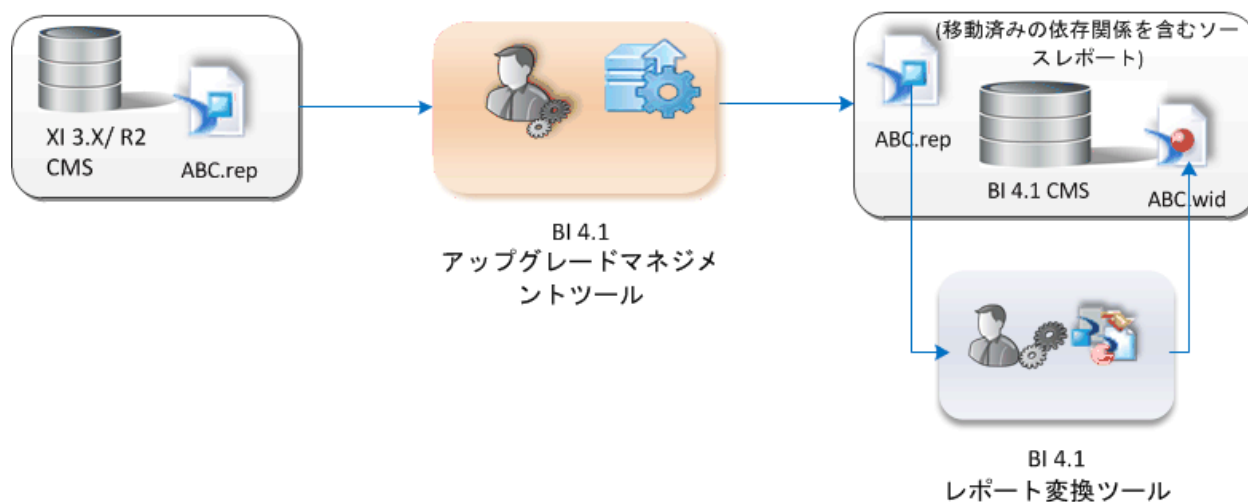 XI 3.X/ R2
CMS
ABC.rep
BI 4.1
アップグレードマネジメ
ントツール
(移動済みの依存関係を含むソー
スレポート)
ABC.rep
BI 4.1 CMS
ABC.wid
BI 4.1
レポート変換ツール